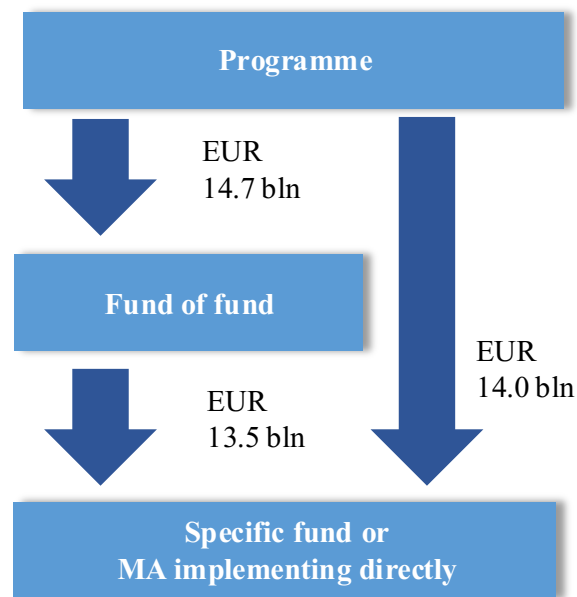 Programme
EUR
14.7 bln
Fund of fund
EUR
14.0 bln
EUR
13.5 bln
Specific fund or
MA implementing directly